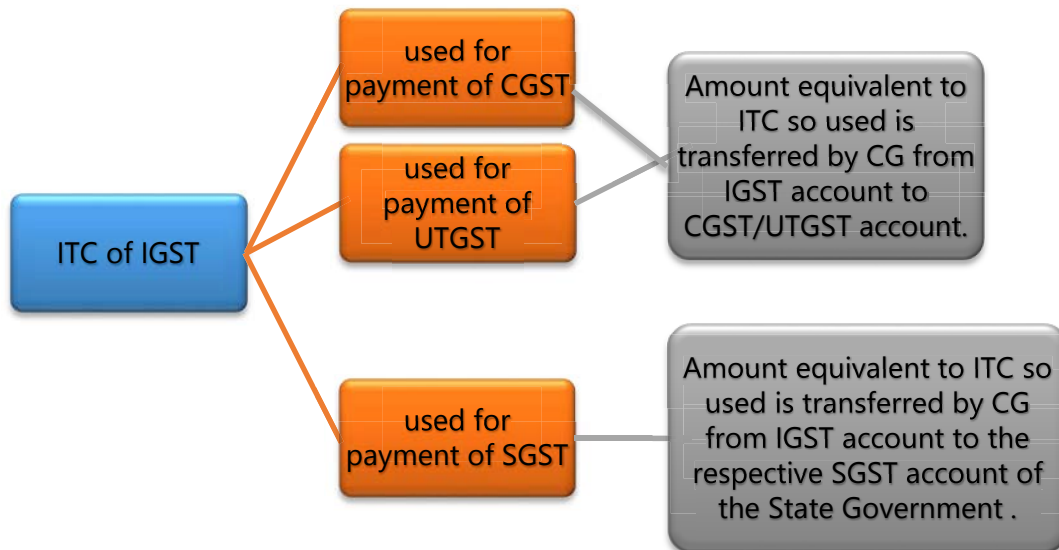 ITC of IGST
used for
payment of CGST
used for
payment of
UTGST
Amount equivalent to
ITC so used is
transferred by CG from
IGST account to
CGST/UTGST account.
used for
payment of SGST
Amount equivalent to ITC so
used is transferred by CG
from IGST account to the
respective SGST account of
the State Government .